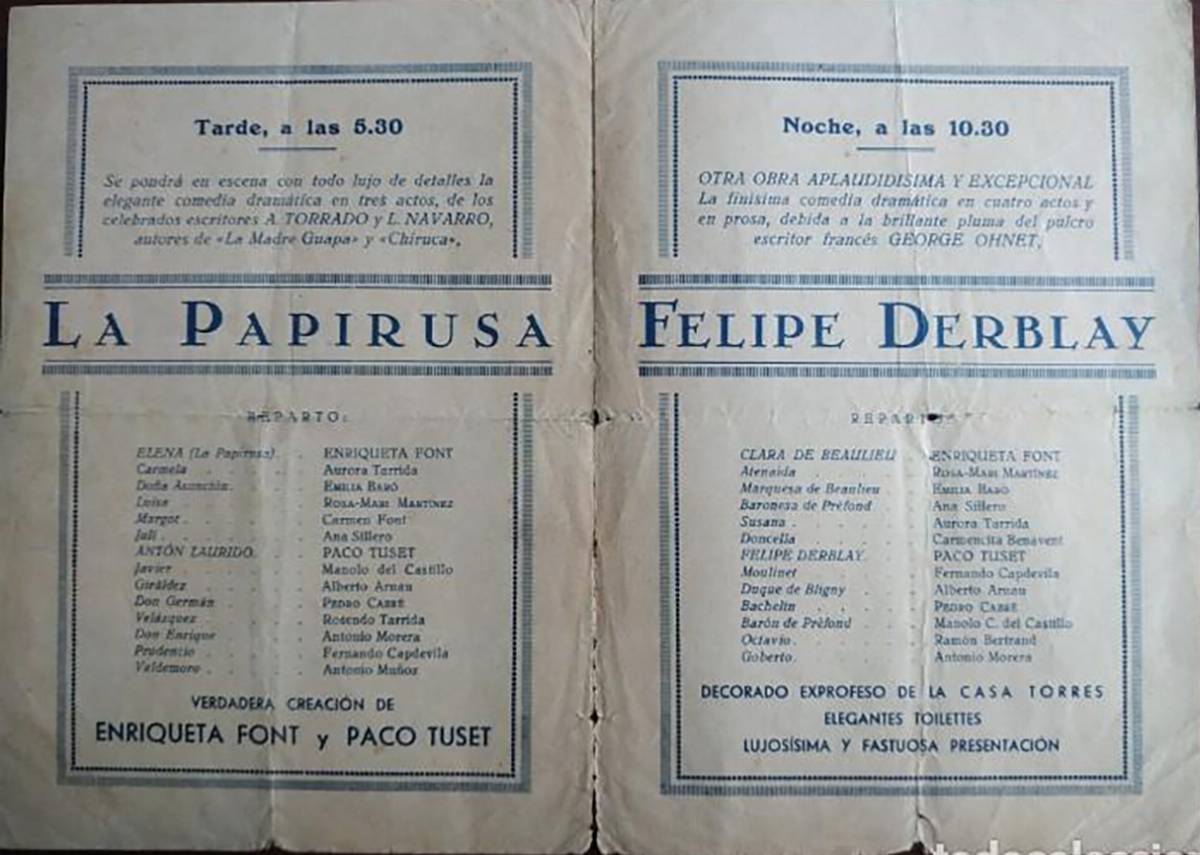 Tarde, a las 5.30
Se pondrá en escena con todo lujo de detalles la
elegante comedia dramática en tres actos, de los
celebrados escritores A. TORRADO y L. NAVARRO,
autores de «La Madre Guapa» y «Chiruca»,
LA PAPIRUSA
REPARTO:
ELENA (La Papirusa) . . ENRIQUETA FONT
Carmela . . . . Aurora Tarrida
Doña Asunción . . . EMILIA BARÓ
Luisa . . . . ROSA-MARI MARTÍNEZ
Margot . . . . Carmen Font
Juli . . . . Ana Sillero
ANTÓN LAURIDO . . . PACO TUSET
Javier . . . . Manolo del Castillo
Giráldez . . . . Alberto Arnau
Don Germán . . . PEDRO CABRÉ
Velázquez . . . . Rosendo Tarrida
Don Enrique . . . Antonio Morera
Prudencio . . . . Fernando Capdevila
Valdemoro . . . . Antonio Muñoz
VERDADERA CREACIÓN DE
ENRIQUETA FONT y PACO TUSET
Noche, a las 10.30
OTRA OBRA APLAUDIDISIMA Y EXCEPCIONAL
La finísima comedia dramática en cuatro actos y
en prosa, debida a la brillante pluma del pulcro
escritor francés GEORGE OHNET,
FELIPE DERBLAY
REPARTO:
CLARA DE BEAULIEU . . ENRIQUETA FONT
Atenaida . . . . ROSA-MARI MARTÍNEZ
Marquesa de Beaulieu . . EMILIA BARÓ
Baronesa de Préfond . . Ana Sillero
Susana . . . . Aurora Tarrida
Doncella . . . . Carmencita Benavent
FELIPE DERBLAY . . . PACO TUSET
Moulinet . . . . Fernando Capdevila
Duque de Bligny . . . Alberto Arnau
Bachelin . . . . PEDRO CABRÉ
Barón de Préfond . . . Manolo C. del Castillo
Octavio . . . . Ramón Bertrand
Goberto . . . . Antonio Morera
DECORADO EXPROFESO DE LA CASA TORRES
ELEGANTES TOILETTES
LUJOSÍSIMA Y FASTUOSA PRESENTACIÓN